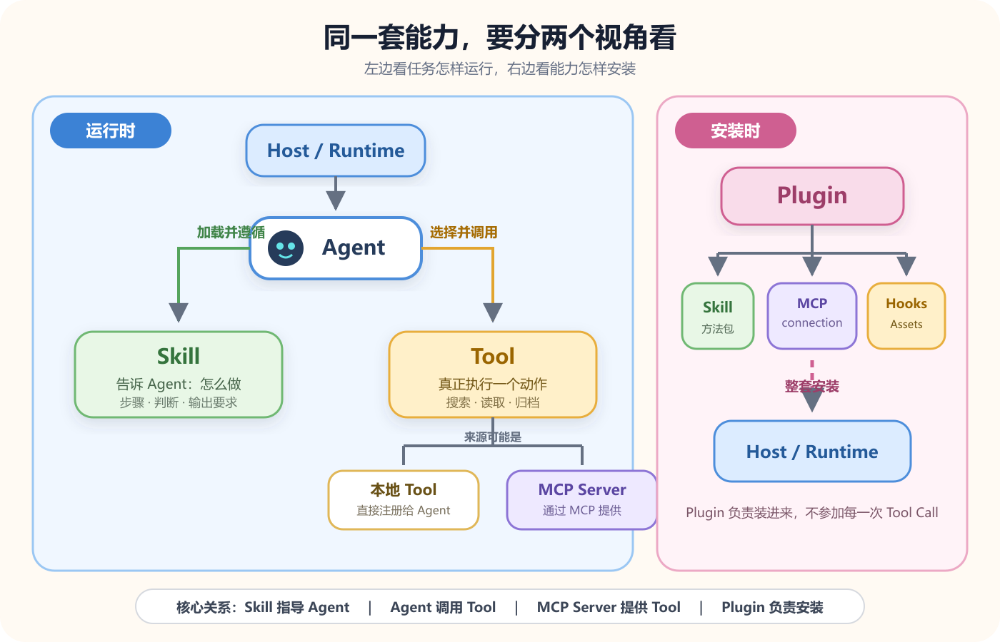 同一套能力，要分两个视角看
左边看任务怎样运行，右边看能力怎样安装
运行时
Host / Runtime
加载并遵循
Agent
选择并调用
Skill
告诉 Agent：怎么做
步骤 · 判断 · 输出要求
Tool
真正执行一个动作
搜索 · 读取 · 归档
来源可能是
本地 Tool
直接注册给 Agent
MCP Server
通过 MCP 提供
安装时
Plugin
Skill
方法包
MCP
connection
Hooks
Assets
整套安装
Host / Runtime
Plugin 负责装进来，不参加每一次 Tool Call
核心关系：Skill 指导 Agent | Agent 调用 Tool | MCP Server 提供 Tool | Plugin 负责安装